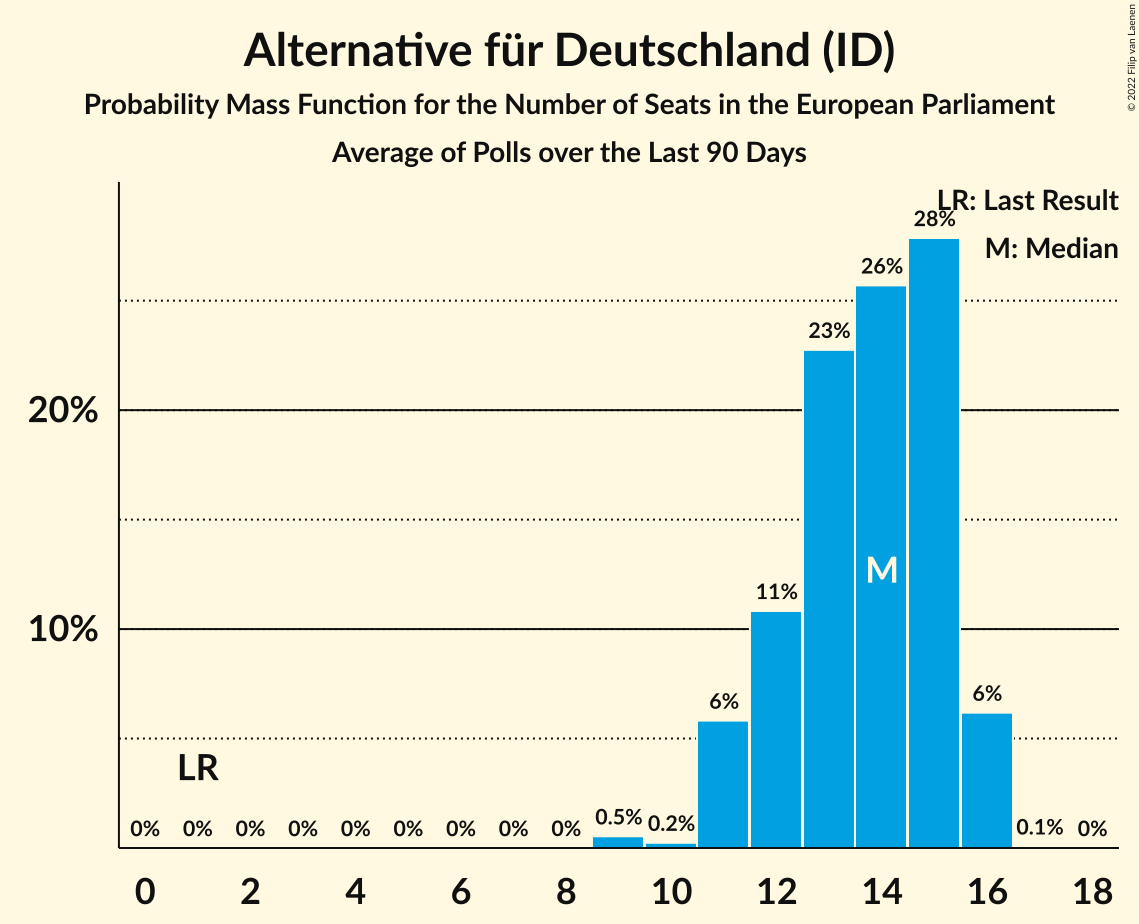 Alternative für Deutschland (ID)
Probability Mass Function for the Number of Seats in the European Parliament
Average of Polls over the Last 90 Days
© 2022 Filip van Laenen
LR: Last Result
M: Median
28%
26%
23%
20%
M
11%
10%
6%
6%
LR
0% 0% 0% 0% 0% 0% 0% 0% 0% 0.5% 0.2% 0.1% 0%
0 2 4 6 8 10 12 14 16 18